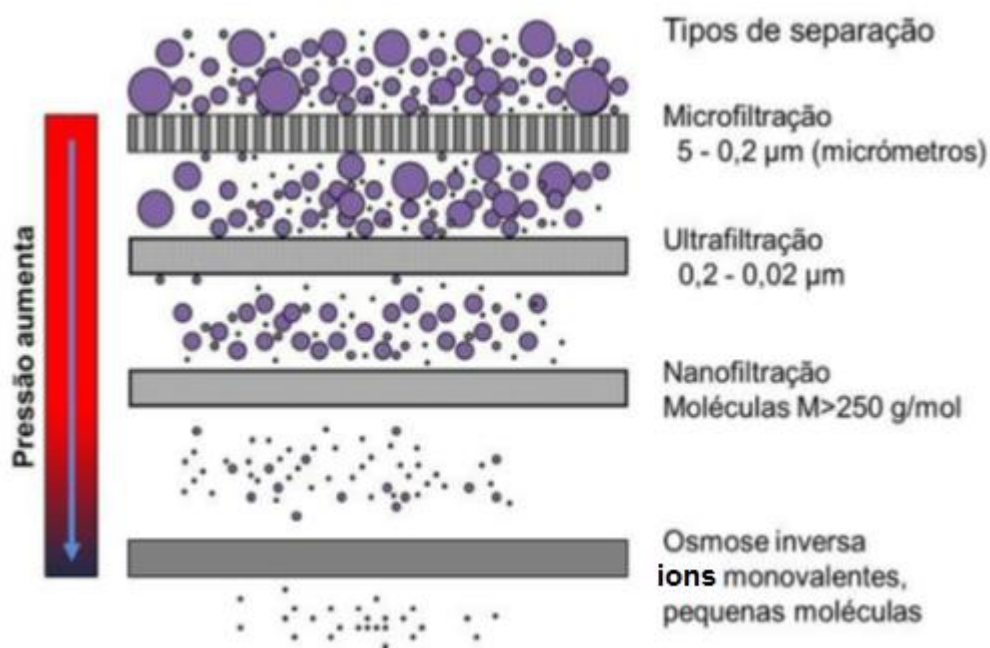 Tipos de separação
Microfiltração
5 - 0,2 µm (micrómetros)
Ultrafiltração
0,2 - 0,02 µm
Pressão aumenta
Nanofiltração
Moléculas M>250 g/mol
Osmose inversa
ions monovalentes,
pequenas moléculas